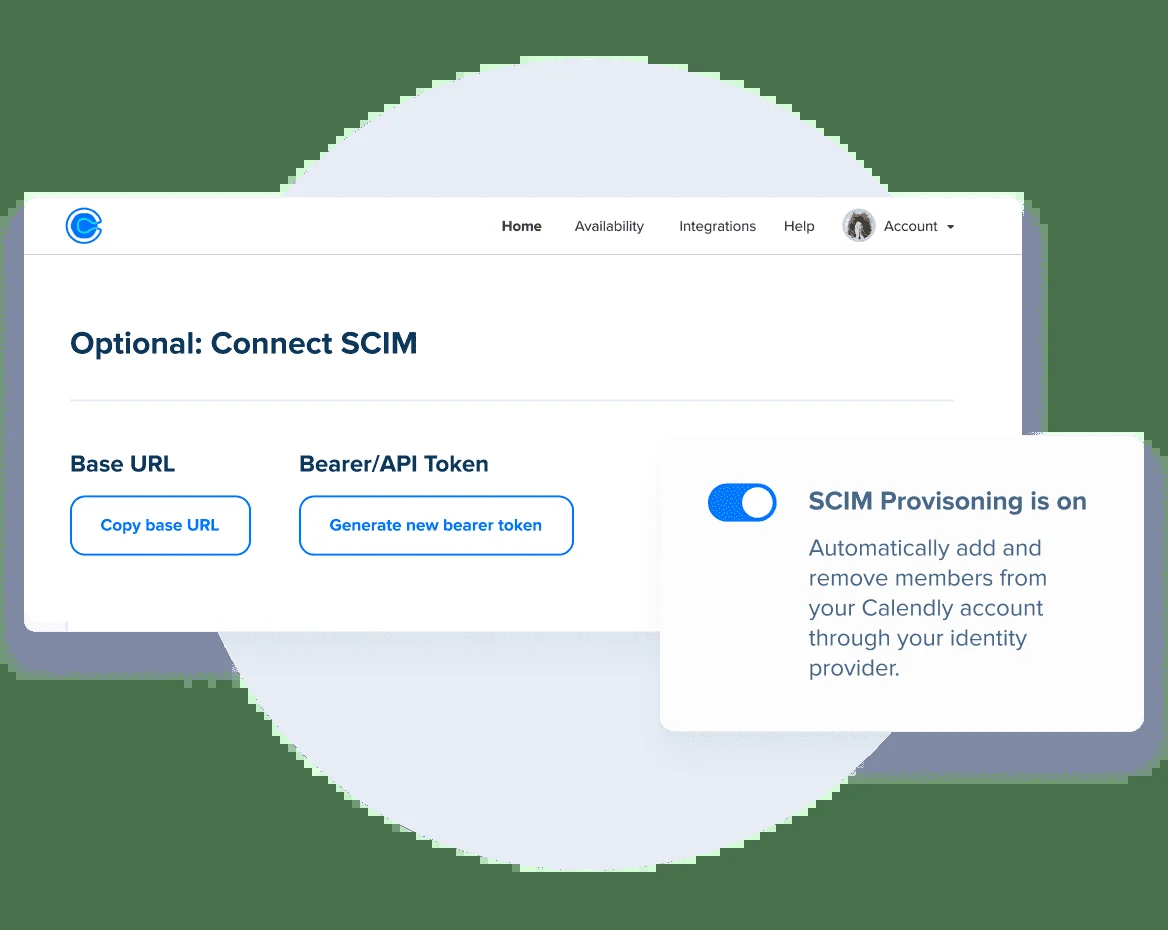 Home Availability Integrations Help Account
Optional: Connect SCIM
Base URL Bearer/API Token
Copy base URL Generate new bearer token
SCIM Provisoning is on
Automatically add and
remove members from
your Calendly account
through your identity
provider.